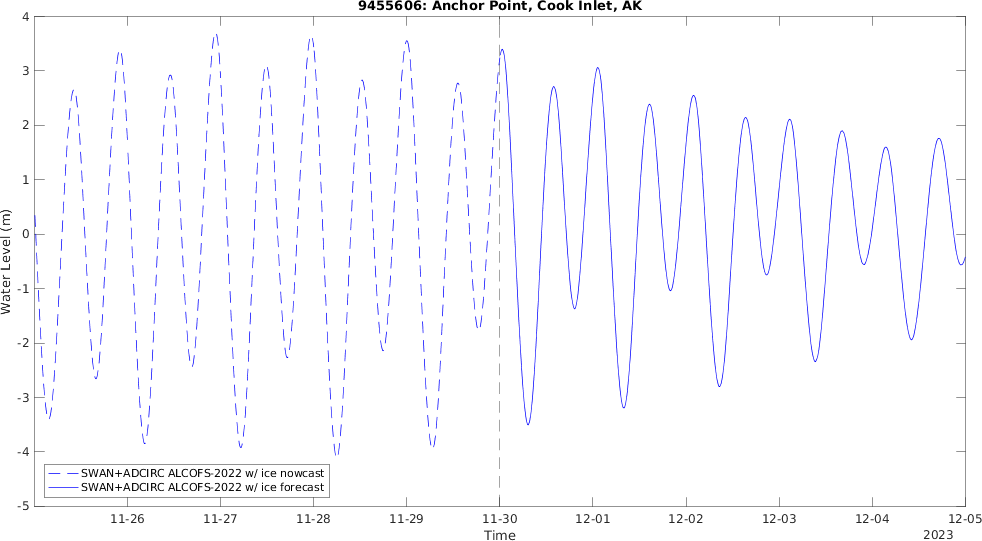 9455606: Anchor Point, Cook Inlet, AK
4
3
2
1
0
-1
-2
-3
-4
-5
Water Level (m)
SWAN+ADCIRC ALCOFS-2022 w/ ice nowcast
SWAN+ADCIRC ALCOFS-2022 w/ ice forecast
11-26 11-27 11-28 11-29 11-30 12-01 12-02 12-03 12-04 12-05
Time
2023